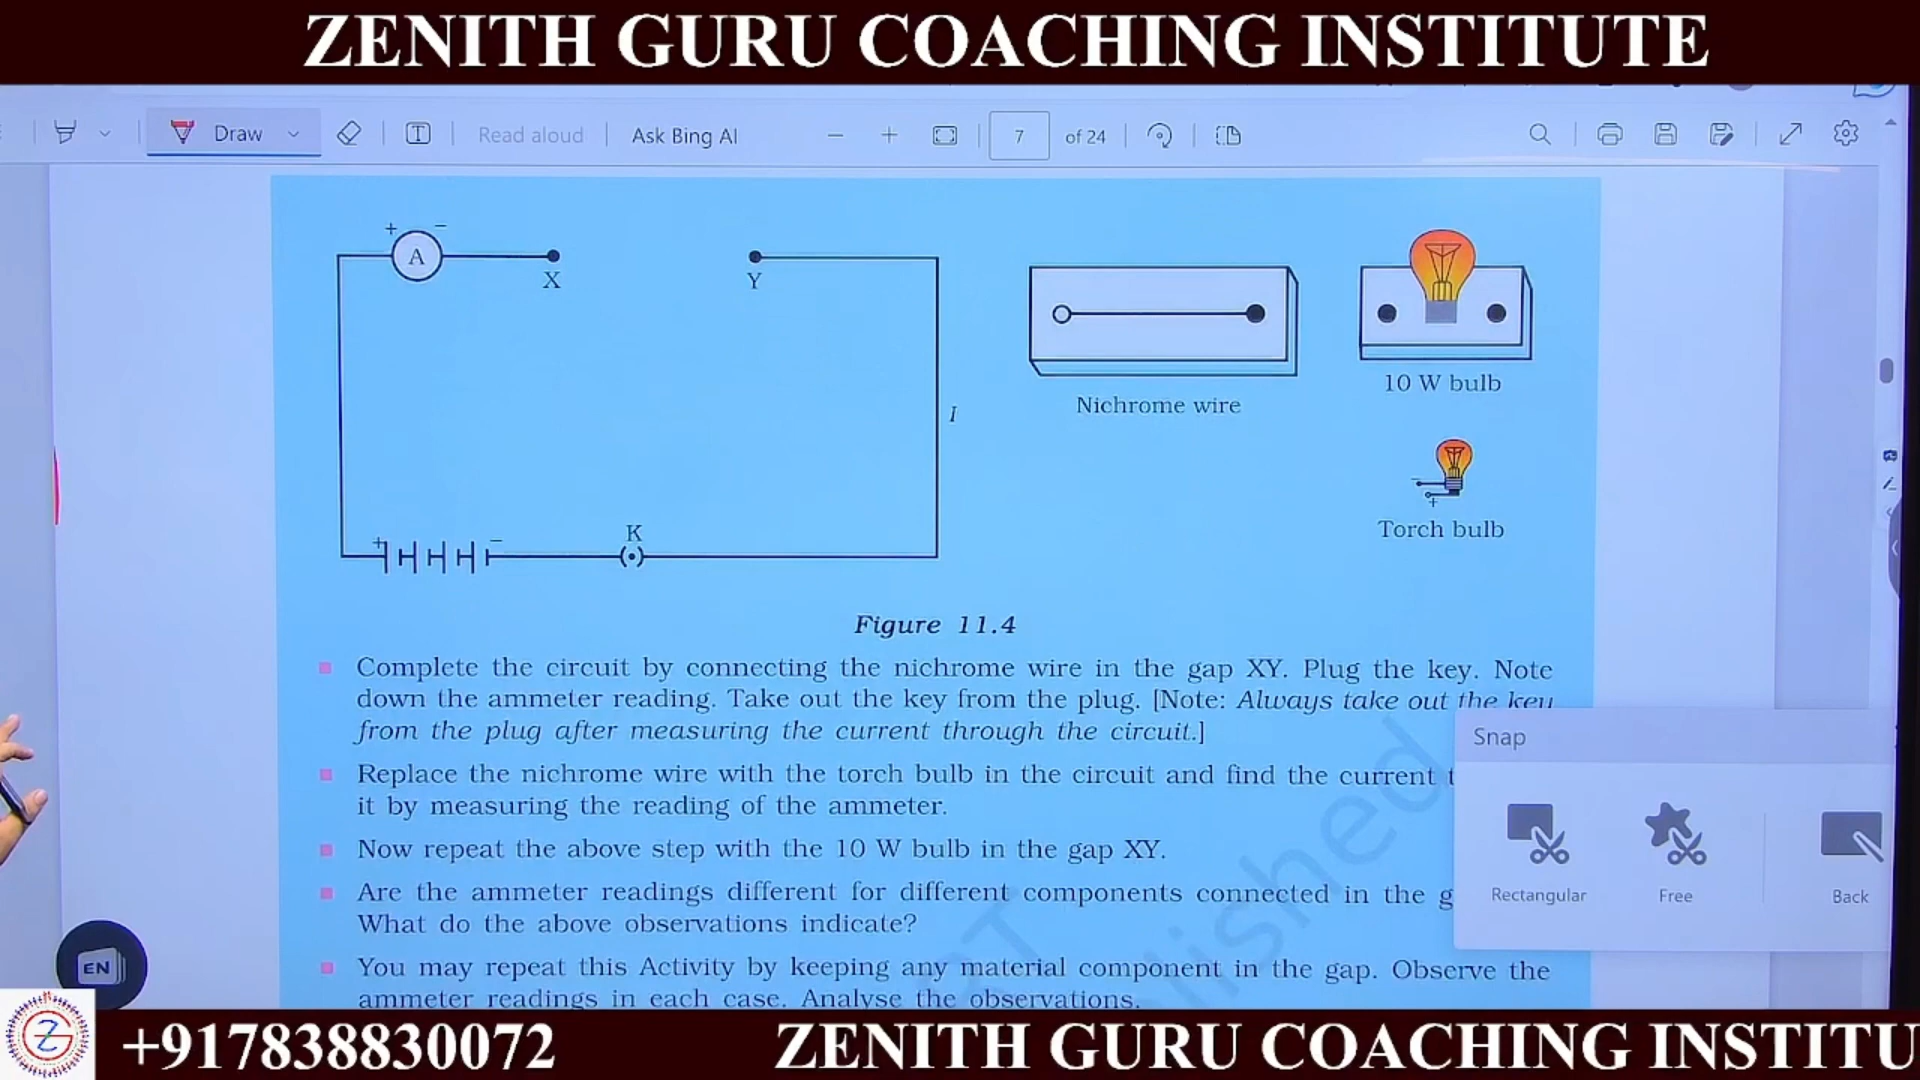 ZENITH GURU COACHING INSTITUTE
Draw
T
Read aloud
Ask Bing AI
7
of 24
+ −
A
X
Y
I
Nichrome wire
10 W bulb
− +
Torch bulb
K
+ −
Figure 11.4
Complete the circuit by connecting the nichrome wire in the gap XY. Plug the key. Note
down the ammeter reading. Take out the key from the plug. [Note: Always take out the key
from the plug after measuring the current through the circuit.]
Replace the nichrome wire with the torch bulb in the circuit and find the current
it by measuring the reading of the ammeter.
Now repeat the above step with the 10 W bulb in the gap XY.
Are the ammeter readings different for different components connected in the
What do the above observations indicate?
You may repeat this Activity by keeping any material component in the gap. Observe the
ammeter readings in each case. Analyse the observations.
Snap
Rectangular
Free
Back
EN
+917838830072
ZENITH GURU COACHING INSTITU